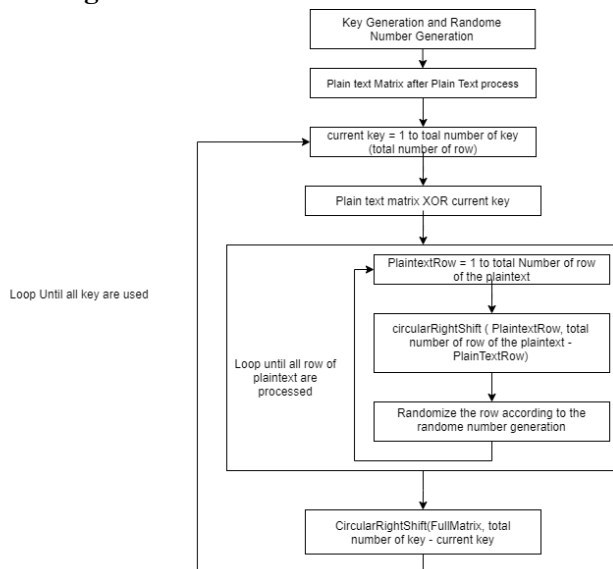 Key Generation and Randome
Number Generation
Plain text Matrix after Plain Text process
current key = 1 to toal number of key
(total number of row)
Plain text matrix XOR current key
PlaintextRow = 1 to total Number of row
of the plaintext
Loop Until all key are used
circularRightShift ( PlaintextRow, total
number of row of the plaintext -
PlainTextRow)
Loop until all row of
plaintext are
processed
Randomize the row according to the
randome number generation
CircularRightShift(FullMatrix, total
number of key - current key